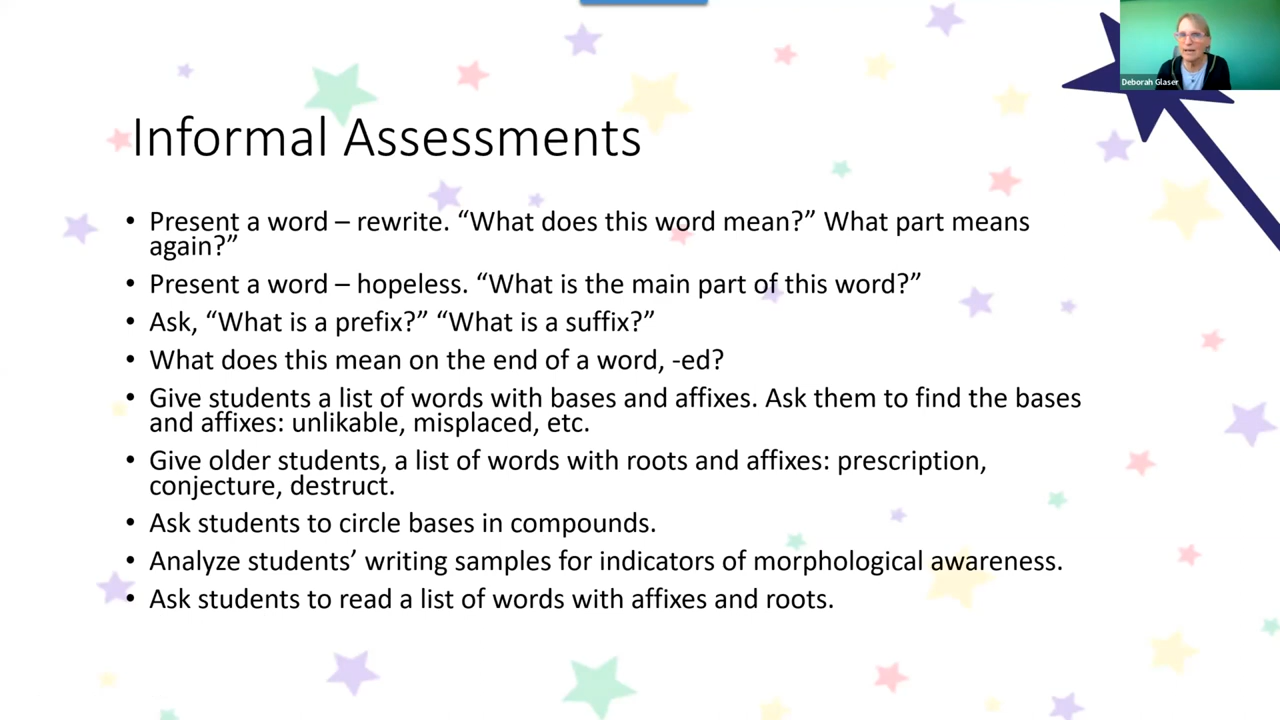 Deborah Glaser
Informal Assessments
• Present a word – rewrite. “What does this word mean?” What part means
again?”
• Present a word – hopeless. “What is the main part of this word?”
• Ask, “What is a prefix?” “What is a suffix?”
• What does this mean on the end of a word, -ed?
• Give students a list of words with bases and affixes. Ask them to find the bases
and affixes: unlikable, misplaced, etc.
• Give older students, a list of words with roots and affixes: prescription,
conjecture, destruct.
• Ask students to circle bases in compounds.
• Analyze students’ writing samples for indicators of morphological awareness.
• Ask students to read a list of words with affixes and roots.